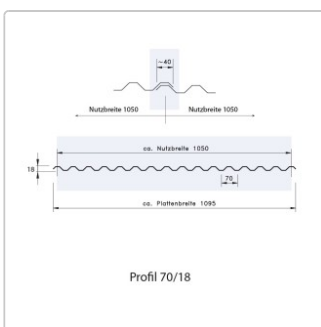 ~40
Nutzbreite 1050 Nutzbreite 1050
ca. Nutzbreite 1050
18
70
ca. Plattenbreite 1095
Profil 70/18